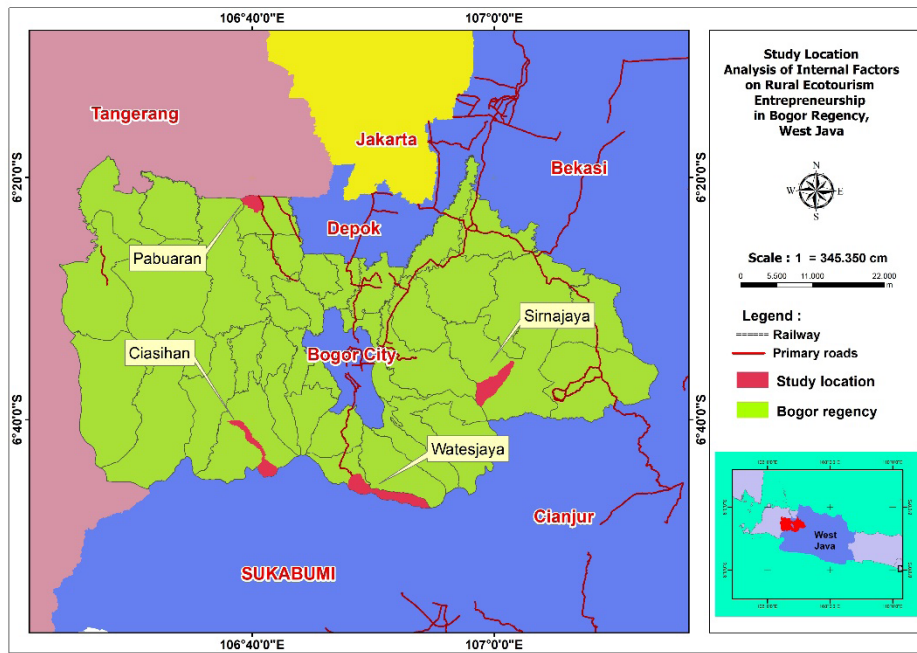 106°40'0"E
107°0'0"E
Tangerang
Jakarta
Bekasi
6°20'0"S
6°20'0"S
Depok
Pabuaran
Sirnajaya
Ciasihan
Bogor City
6°40'0"S
6°40'0"S
Watesjaya
Cianjur
SUKABUMI
106°40'0"E
107°0'0"E
Study Location
Analysis of Internal Factors
on Rural Ecotourism
Entrepreneurship
in Bogor Regency,
West Java
N
W E
S
Scale : 1 = 345.350 cm
0 5.500 11.000 22.000
m
Legend :
Railway
Primary roads
Study location
Bogor regency
West
Java